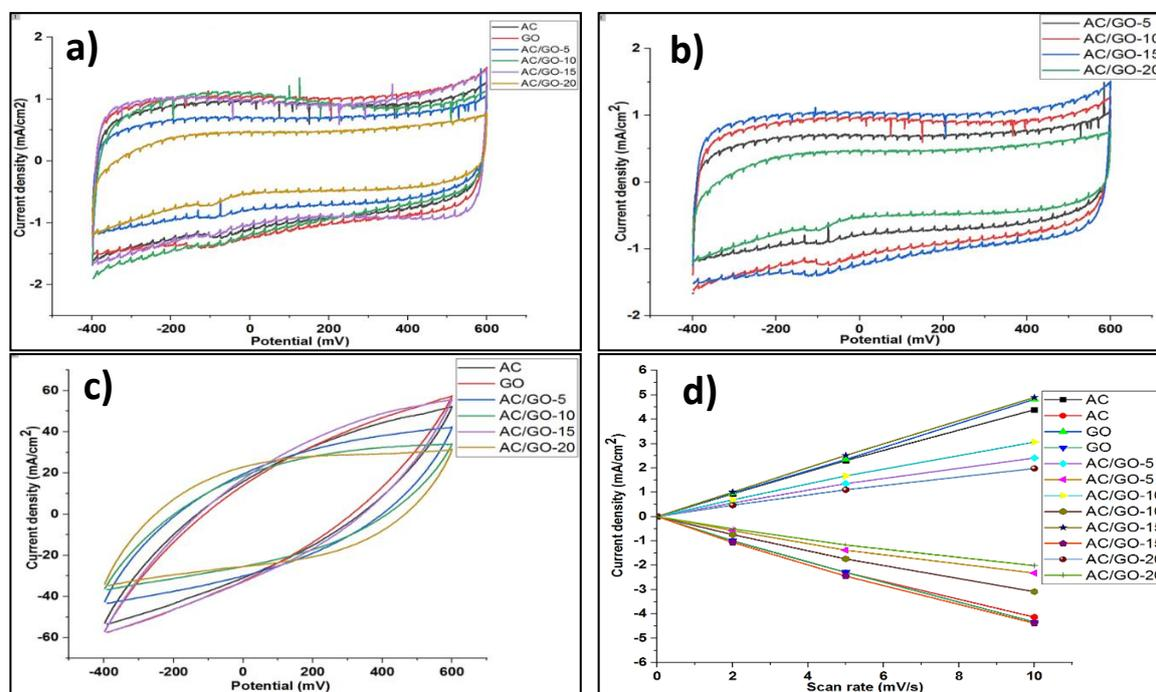 a)
AC
GO
AC/GO-5
AC/GO-10
AC/GO-15
AC/GO-20
Current density (mA/cm2)
2
1
0
-1
-2
-400 -200 0 200 400 600
Potential (mV)
b)
AC/GO-5
AC/GO-10
AC/GO-15
AC/GO-20
Current density (mA/cm²)
2
1
0
-1
-2
-400 -200 0 200 400 600
Potential (mV)
c)
AC
GO
AC/GO-5
AC/GO-10
AC/GO-15
AC/GO-20
Current density (mA/cm²)
60
40
20
0
-20
-40
-60
-400 -200 0 200 400 600
Potential (mV)
d)
AC
AC
GO
GO
AC/GO-5
AC/GO-5
AC/GO-10
AC/GO-10
AC/GO-15
AC/GO-15
AC/GO-20
AC/GO-20
Current density (mA/cm²)
6
5
4
3
2
1
0
-1
-2
-3
-4
-5
-6
0 2 4 6 8 10
Scan rate (mV/s)